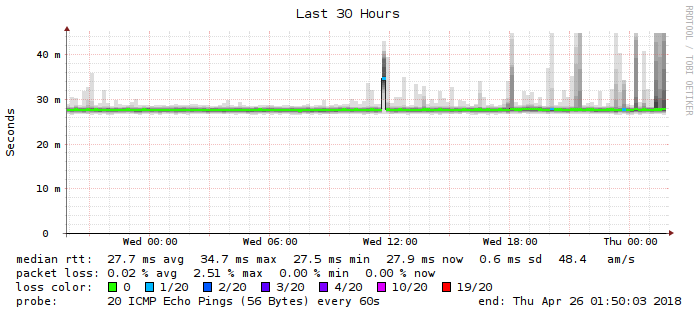 Last 30 Hours
RRDTOOL / TOBI OETIKER
Seconds
40 m
30 m
20 m
10 m
0
Wed 00:00 Wed 06:00 Wed 12:00 Wed 18:00 Thu 00:00
median rtt: 27.7 ms avg 34.7 ms max 27.5 ms min 27.9 ms now 0.6 ms sd 48.4 am/s
packet loss: 0.02 % avg 2.51 % max 0.00 % min 0.00 % now
loss color: 0 1/20 2/20 3/20 4/20 10/20 19/20
probe: 20 ICMP Echo Pings (56 Bytes) every 60s end: Thu Apr 26 01:50:03 2018